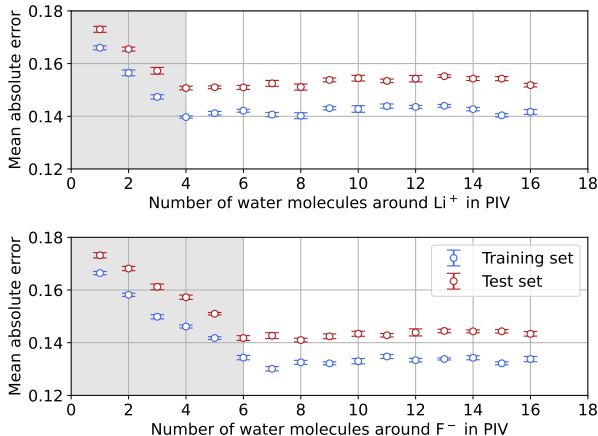 Mean absolute error
0.18
0.16
0.14
0.12
0 2 4 6 8 10 12 14 16 18
Number of water molecules around Li⁺ in PIV
Mean absolute error
0.18
0.16
0.14
0.12
Training set
Test set
0 2 4 6 8 10 12 14 16 18
Number of water molecules around F⁻ in PIV